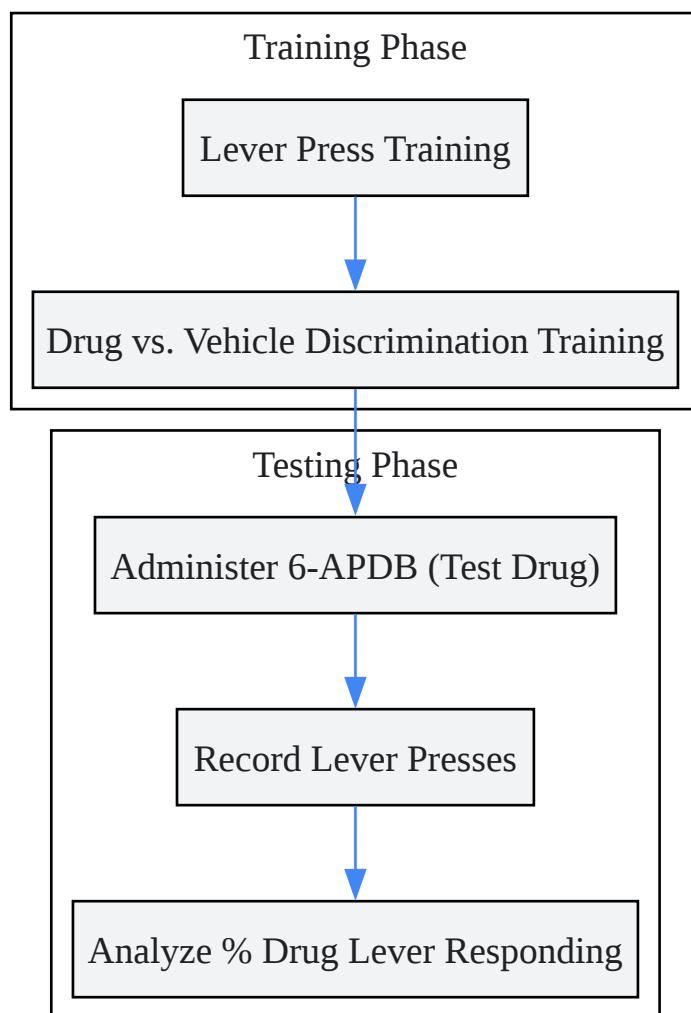 Training Phase
Lever Press Training
Drug vs. Vehicle Discrimination Training
Testing Phase
Administer 6-APDB (Test Drug)
Record Lever Presses
Analyze % Drug Lever Responding